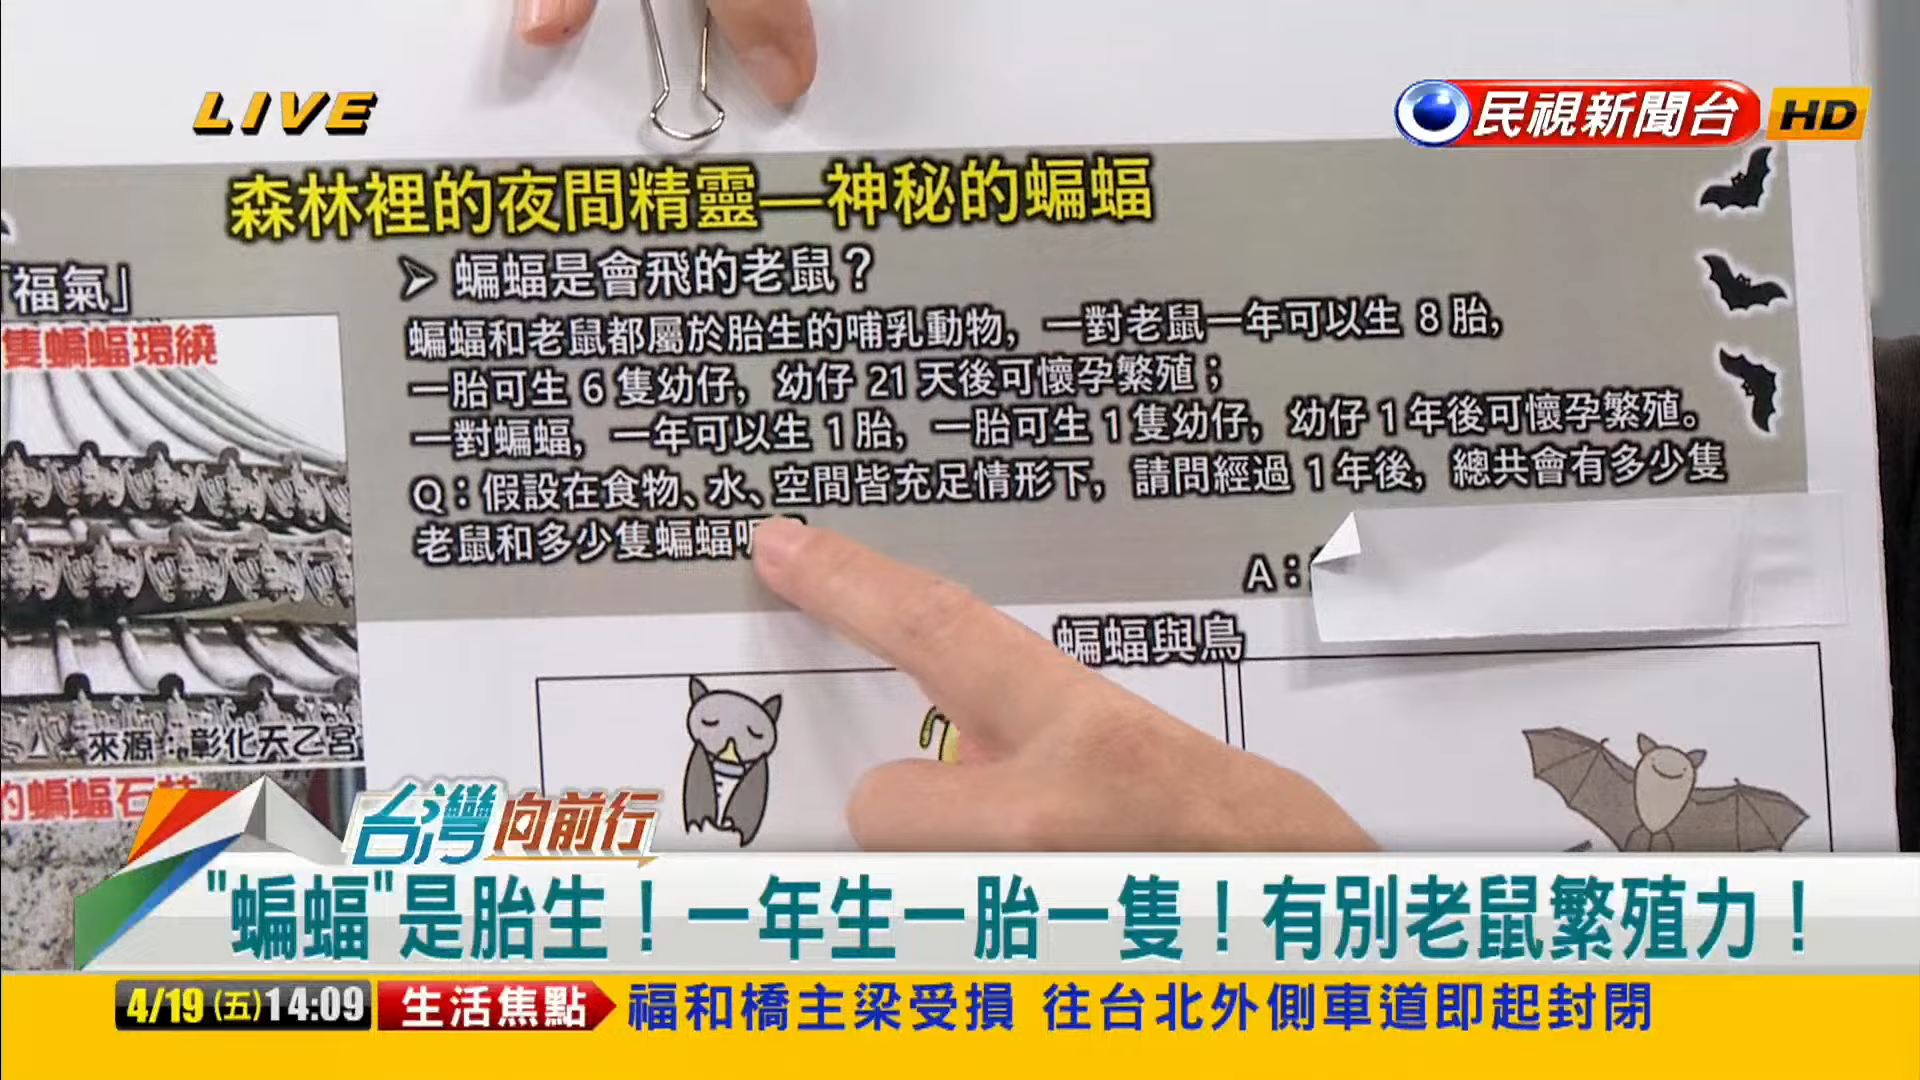 LIVE
民視新聞台 HD
森林裡的夜間精靈—神秘的蝙蝠
「福氣」
➢ 蝙蝠是會飛的老鼠？
隻蝙蝠環繞
蝙蝠和老鼠都屬於胎生的哺乳動物，一對老鼠一年可以生 8 胎，
一胎可生 6 隻幼仔，幼仔 21 天後可懷孕繁殖；
一對蝙蝠，一年可以生 1 胎，一胎可生 1 隻幼仔，幼仔 1 年後可懷孕繁殖。
Q：假設在食物、水、空間皆充足情形下，請問經過 1 年後，總共會有多少隻
老鼠和多少隻蝙蝠呢？
A：
蝙蝠與鳥
▲ 來源：彰化天乙宮
的蝙蝠石
台灣向前行
"蝙蝠"是胎生！一年生一胎一隻！有別老鼠繁殖力！
4/19(五)14:09 生活焦點 福和橋主梁受損 往台北外側車道即起封閉